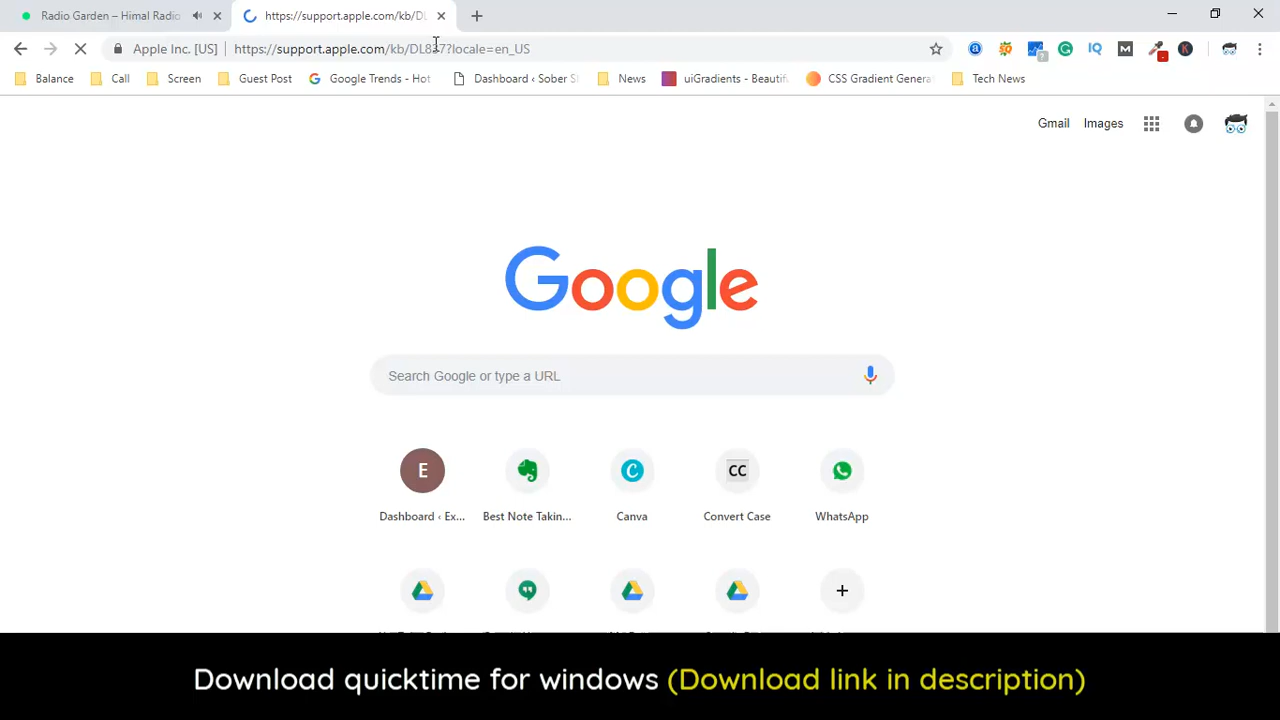 Radio Garden – Himal Radio
https://support.apple.com/kb/DL
Apple Inc. [US] https://support.apple.com/kb/DL837?locale=en_US
Balance Call Screen Guest Post Google Trends - Hot Dashboard ‹ Sober S News uiGradients - Beautif CSS Gradient Genera Tech News
Gmail Images
Google
Search Google or type a URL
E CC
Dashboard ‹ Ex... Best Note Takin... Canva Convert Case WhatsApp
Download quicktime for windows (Download link in description)